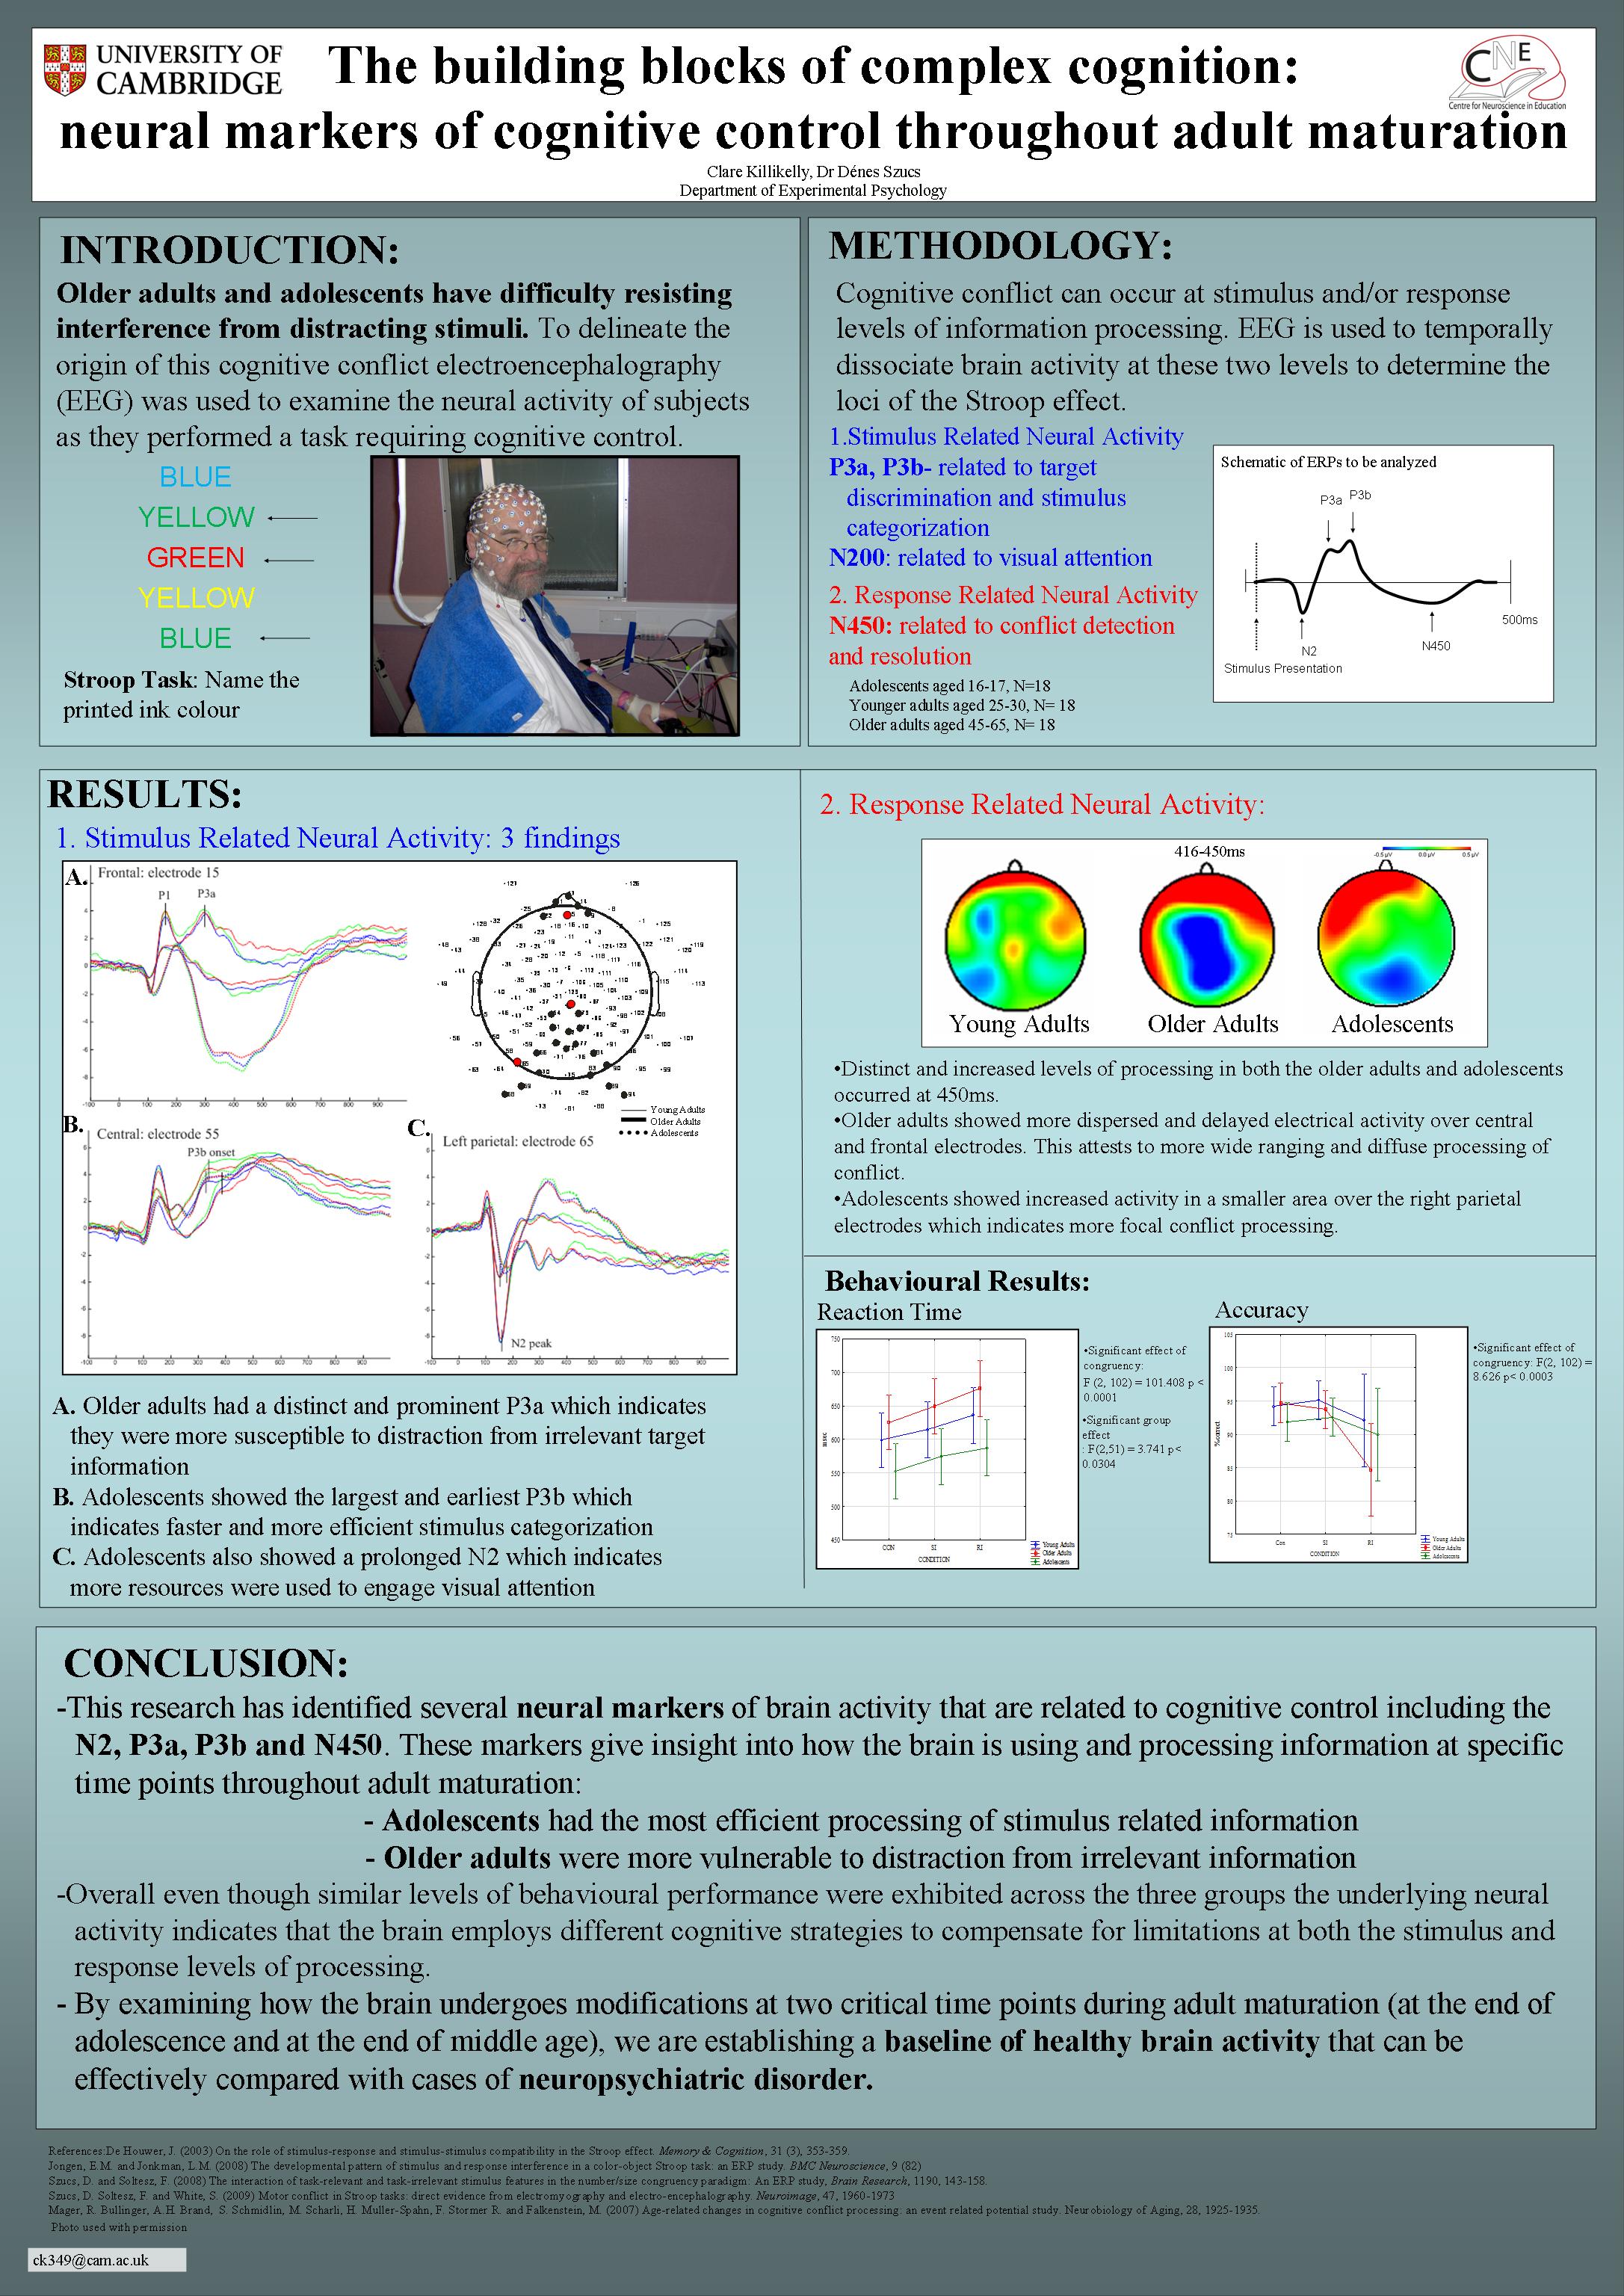 UNIVERSITY OF
CAMBRIDGE
The building blocks of complex cognition:
neural markers of cognitive control throughout adult maturation
CNE
Centre for Neuroscience in Education
Clare Killikelly, Dr Dénes Szucs
Department of Experimental Psychology
INTRODUCTION:
Older adults and adolescents have difficulty resisting
interference from distracting stimuli. To delineate the
origin of this cognitive conflict electroencephalography
(EEG) was used to examine the neural activity of subjects
as they performed a task requiring cognitive control.
BLUE
YELLOW
GREEN
YELLOW
BLUE
Stroop Task: Name the
printed ink colour
METHODOLOGY:
Cognitive conflict can occur at stimulus and/or response
levels of information processing. EEG is used to temporally
dissociate brain activity at these two levels to determine the
loci of the Stroop effect.
1.Stimulus Related Neural Activity
P3a, P3b- related to target
discrimination and stimulus
categorization
N200: related to visual attention
2. Response Related Neural Activity
N450: related to conflict detection
and resolution
Adolescents aged 16-17, N=18
Younger adults aged 25-30, N= 18
Older adults aged 45-65, N= 18
Schematic of ERPs to be analyzed
P3a P3b
500ms
N2
N450
Stimulus Presentation
RESULTS:
1. Stimulus Related Neural Activity: 3 findings
A.
Frontal: electrode 15
P1
P3a
Young Adults
Older Adults
Adolescents
B.
Central: electrode 55
P3b onset
C.
Left parietal: electrode 65
N2 peak
A. Older adults had a distinct and prominent P3a which indicates
they were more susceptible to distraction from irrelevant target
information
B. Adolescents showed the largest and earliest P3b which
indicates faster and more efficient stimulus categorization
C. Adolescents also showed a prolonged N2 which indicates
more resources were used to engage visual attention
2. Response Related Neural Activity:
416-450ms
-0.5 µV 0.0 µV 0.5 µV
Young Adults
Older Adults
Adolescents
•Distinct and increased levels of processing in both the older adults and adolescents
occurred at 450ms.
•Older adults showed more dispersed and delayed electrical activity over central
and frontal electrodes. This attests to more wide ranging and diffuse processing of
conflict.
•Adolescents showed increased activity in a smaller area over the right parietal
electrodes which indicates more focal conflict processing.
Behavioural Results:
Reaction Time
750
700
650
600
550
500
450
CON SI RI
CONDITION
Young Adults
Older Adults
Adolescents
•Significant effect of
congruency:
F (2, 102) = 101.408 p <
0.0001
•Significant group
effect
: F(2,51) = 3.741 p<
0.0304
Accuracy
105
100
95
90
85
80
75
%correct
Con SI RI
CONDITION
Young Adults
Older Adults
Adolescents
•Significant effect of
congruency: F(2, 102) =
8.626 p< 0.0003
CONCLUSION:
-This research has identified several neural markers of brain activity that are related to cognitive control including the
N2, P3a, P3b and N450. These markers give insight into how the brain is using and processing information at specific
time points throughout adult maturation:
- Adolescents had the most efficient processing of stimulus related information
- Older adults were more vulnerable to distraction from irrelevant information
-Overall even though similar levels of behavioural performance were exhibited across the three groups the underlying neural
activity indicates that the brain employs different cognitive strategies to compensate for limitations at both the stimulus and
response levels of processing.
- By examining how the brain undergoes modifications at two critical time points during adult maturation (at the end of
adolescence and at the end of middle age), we are establishing a baseline of healthy brain activity that can be
effectively compared with cases of neuropsychiatric disorder.
References:De Houwer, J. (2003) On the role of stimulus-response and stimulus-stimulus compatibility in the Stroop effect. Memory & Cognition, 31 (3), 353-359.
Jongen, E.M. and Jonkman, L.M. (2008) The developmental pattern of stimulus and response interference in a color-object Stroop task: an ERP study. BMC Neuroscience, 9 (82)
Szucs, D. and Soltesz, F. (2008) The interaction of task-relevant and task-irrelevant stimulus features in the number/size congruency paradigm: An ERP study, Brain Research, 1190, 143-158.
Szucs, D. Soltesz, F. and White, S. (2009) Motor conflict in Stroop tasks: direct evidence from electromyography and electro-encephalography. Neuroimage, 47, 1960-1973
Mager, R. Bullinger, A.H. Brand, S. Schmidlin, M. Scharli, H. Muller-Spahn, F. Stormer R. and Falkenstein, M. (2007) Age-related changes in cognitive conflict processing: an event related potential study. Neurobiology of Aging, 28, 1925-1935.
Photo used with permission
ck349@cam.ac.uk